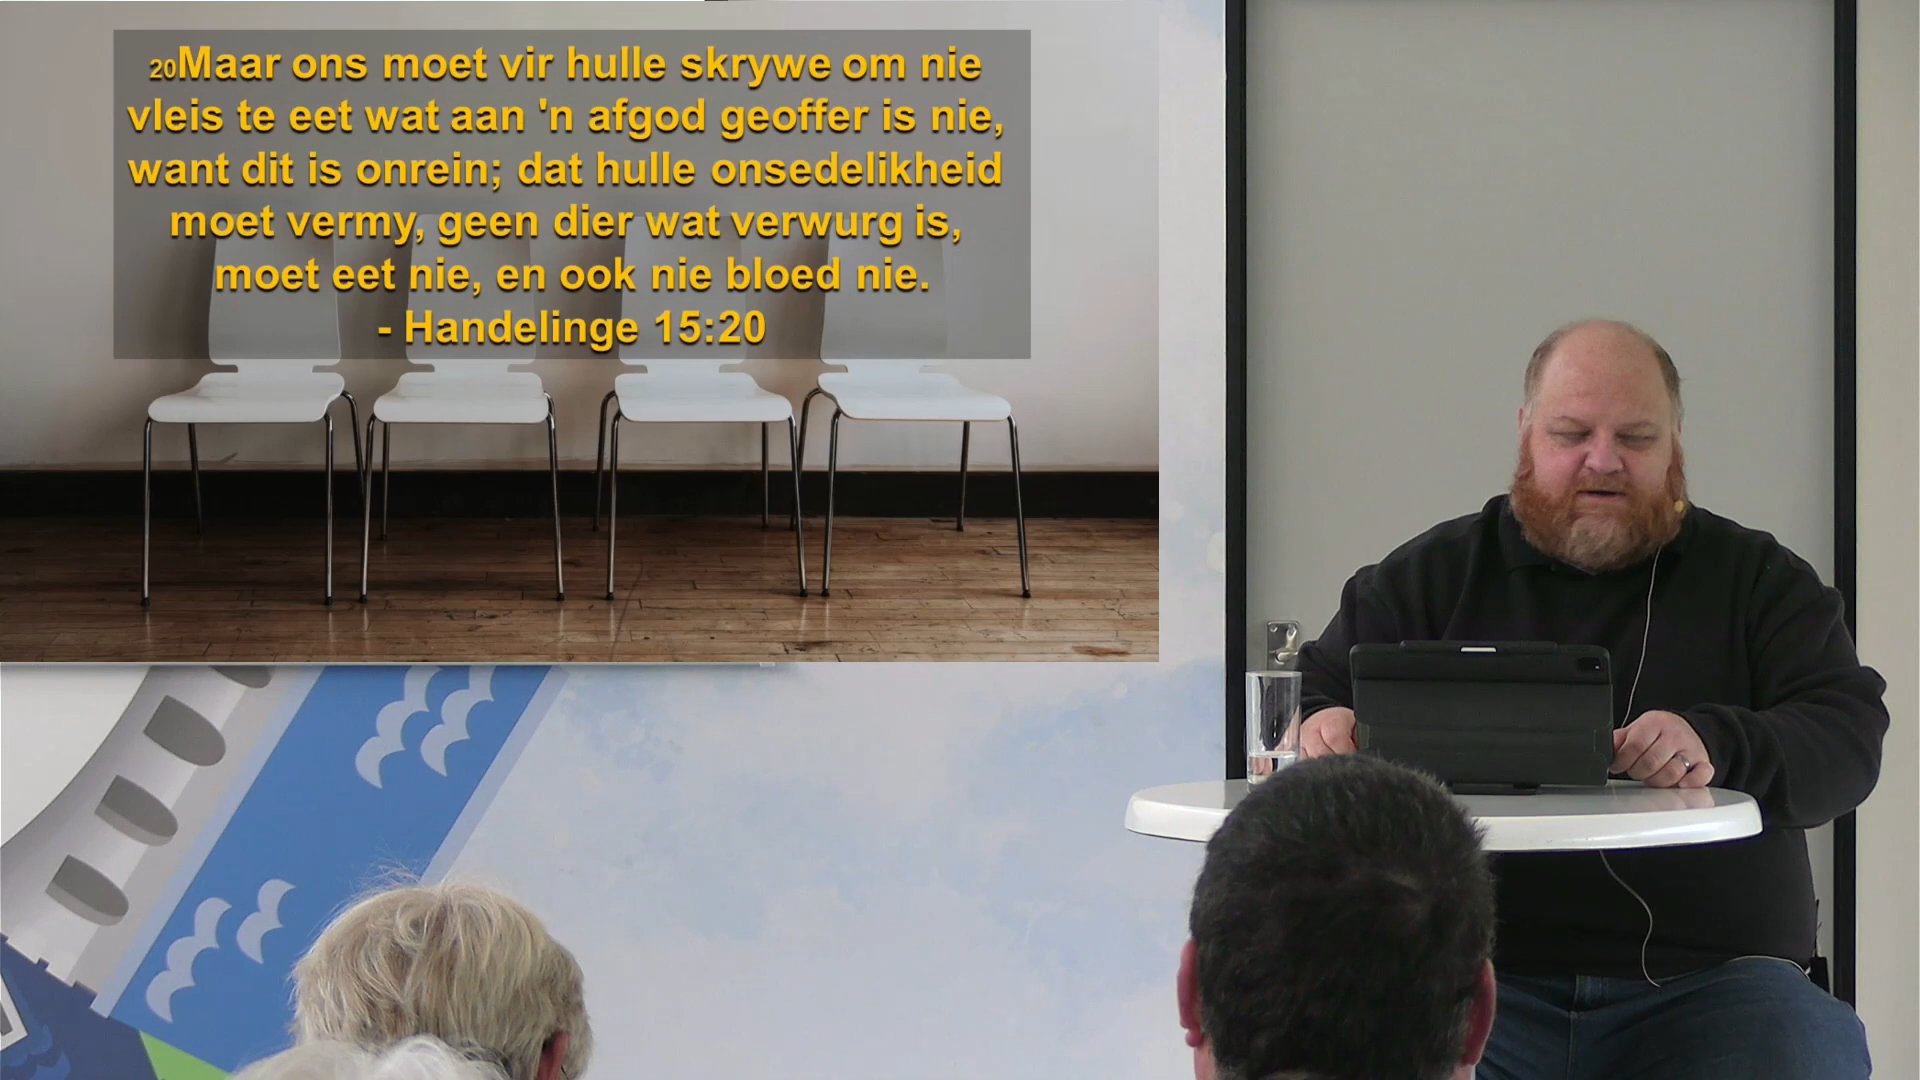 20Maar ons moet vir hulle skrywe om nie
vleis te eet wat aan 'n afgod geoffer is nie,
want dit is onrein; dat hulle onsedelikheid
moet vermy, geen dier wat verwurg is,
moet eet nie, en ook nie bloed nie.
- Handelinge 15:20